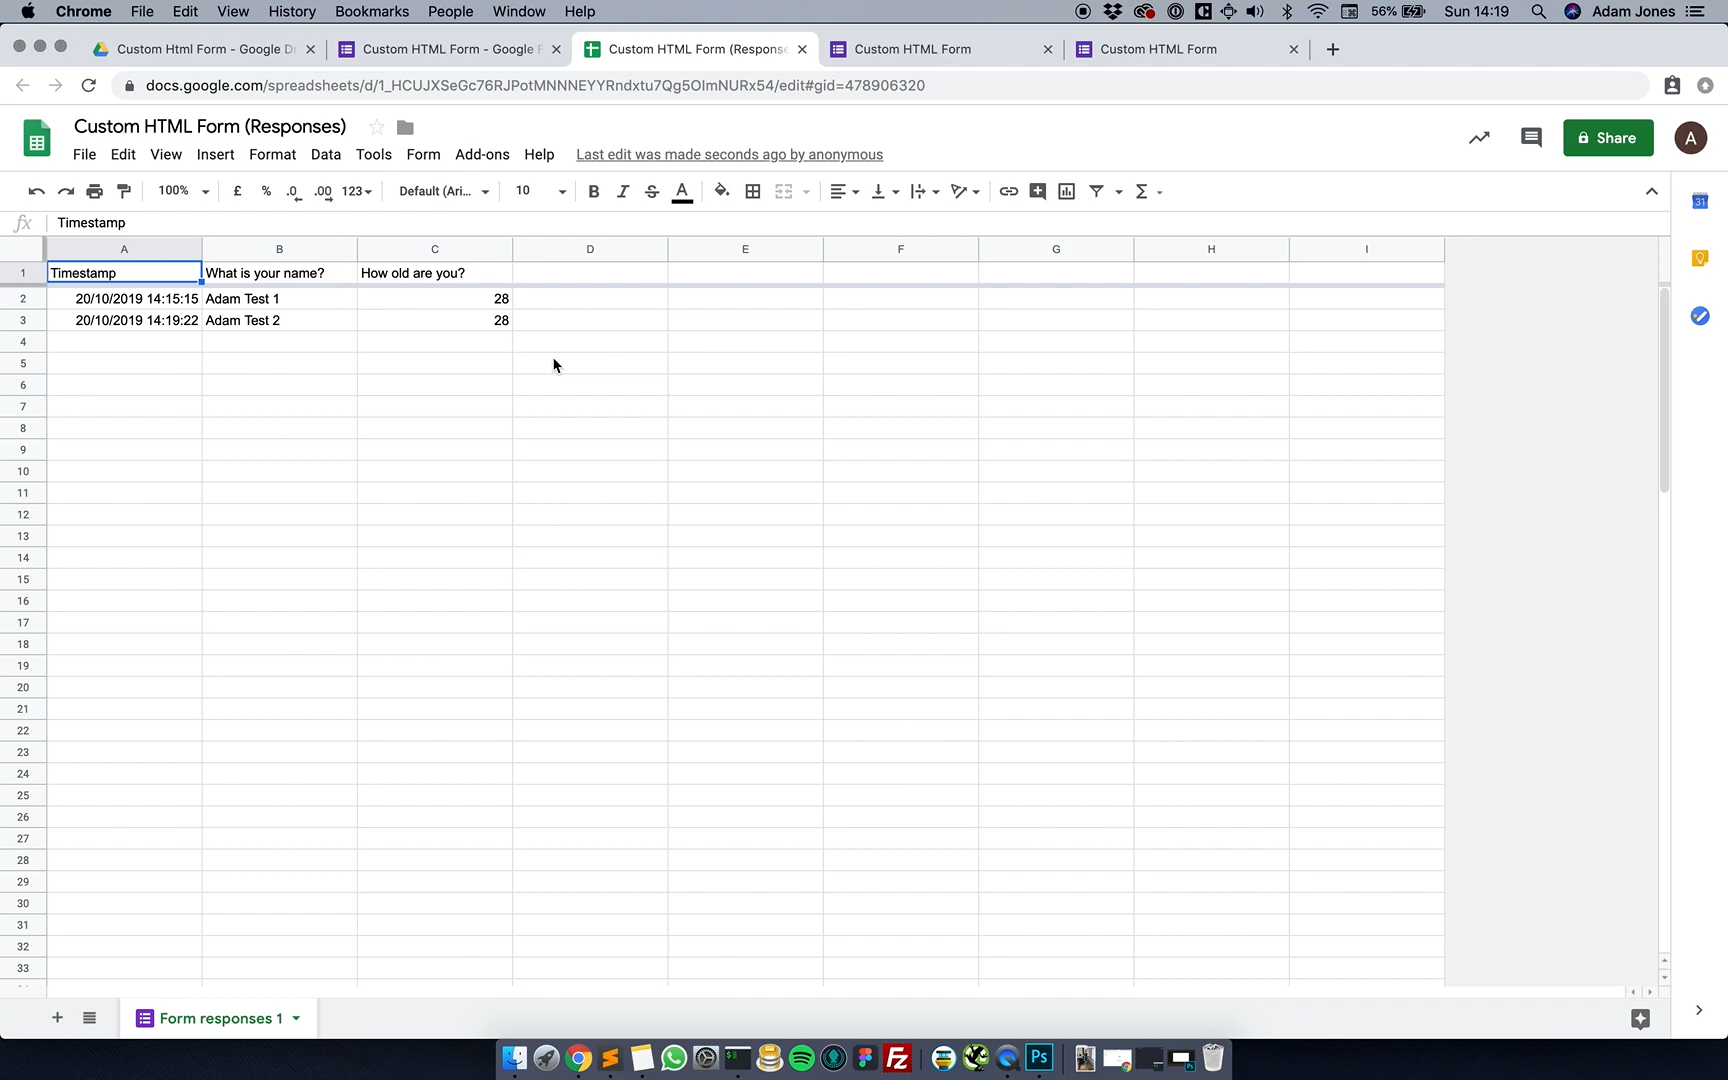 Chrome File Edit View History Bookmarks People Window Help 56% Sun 14:19 Adam Jones
Custom Html Form - Google Dr Custom HTML Form - Google F Custom HTML Form (Response Custom HTML Form Custom HTML Form
docs.google.com/spreadsheets/d/1_HCUJXSeGc76RJPotMNNNEYYRndxtu7Qg5OImNURx54/edit#gid=478906320
Custom HTML Form (Responses)
File Edit View Insert Format Data Tools Form Add-ons Help Last edit was made seconds ago by anonymous
Share
A
100% £ % .0 .00 123 Default (Ari... 10 B I S A Σ
31
fx Timestamp
A B C D E F G H I
1 Timestamp What is your name? How old are you?
2 20/10/2019 14:15:15 Adam Test 1 28
3 20/10/2019 14:19:22 Adam Test 2 28
4
5
6
7
8
9
10
11
12
13
14
15
16
17
18
19
20
21
22
23
24
25
26
27
28
29
30
31
32
33
Form responses 1
Fz Ps